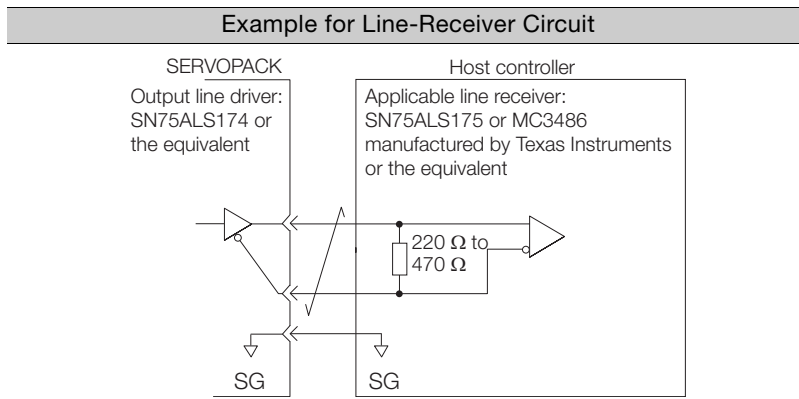 Example for Line-Receiver Circuit
SERVOPACK
Host controller
Output line driver:
SN75ALS174 or
the equivalent
Applicable line receiver:
SN75ALS175 or MC3486
manufactured by Texas Instruments
or the equivalent
220 Ω to
470 Ω
SG
SG